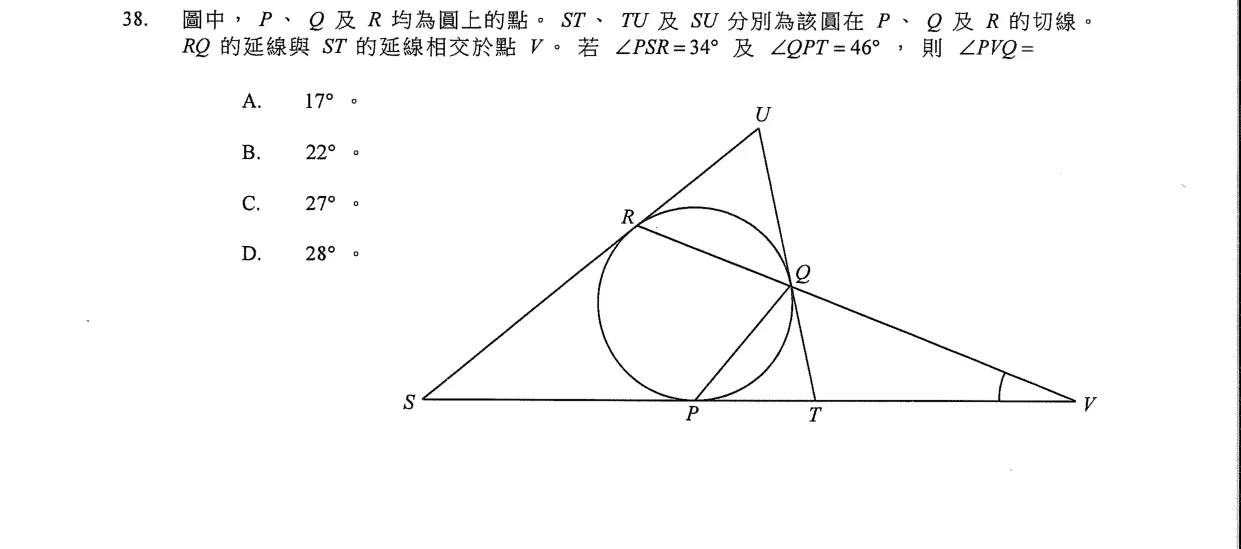 38. 圖中，P、Q 及 R 均為圓上的點。ST、TU 及 SU 分別為該圓在 P、Q 及 R 的切線。
RQ 的延線與 ST 的延線相交於點 V。若 ∠PSR = 34° 及 ∠QPT = 46°，則 ∠PVQ =
A. 17°。
B. 22°。
C. 27°。
D. 28°。
U
R
Q
S
P
T
V